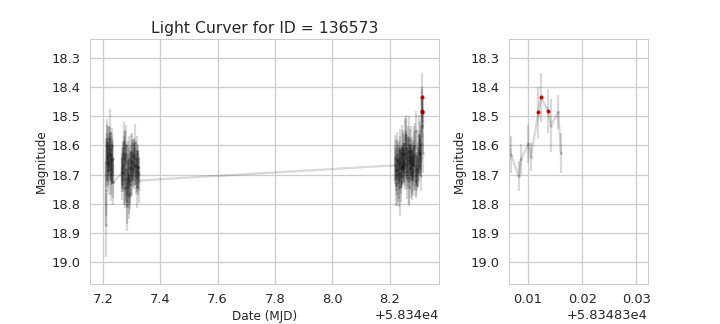 Light Curver for ID = 136573
Magnitude
18.3
18.4
18.5
18.6
18.7
18.8
18.9
19.0
7.2 7.4 7.6 7.8 8.0 8.2
Date (MJD)
+5.834e4
Magnitude
18.3
18.4
18.5
18.6
18.7
18.8
18.9
19.0
0.01 0.02 0.03
+5.83483e4